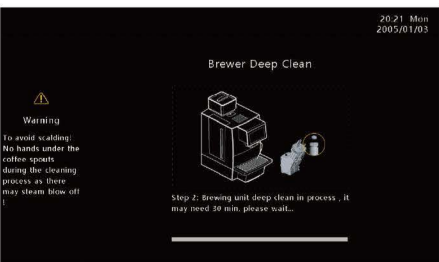 20:21 Mon
2005/01/03
Brewer Deep Clean
Warning
To avoid scalding:
No hands under the
coffee spouts
during the cleaning
process as there
may steam blow off
!
Step 2: Brewing unit deep clean in process , it
may need 30 min, please wait...